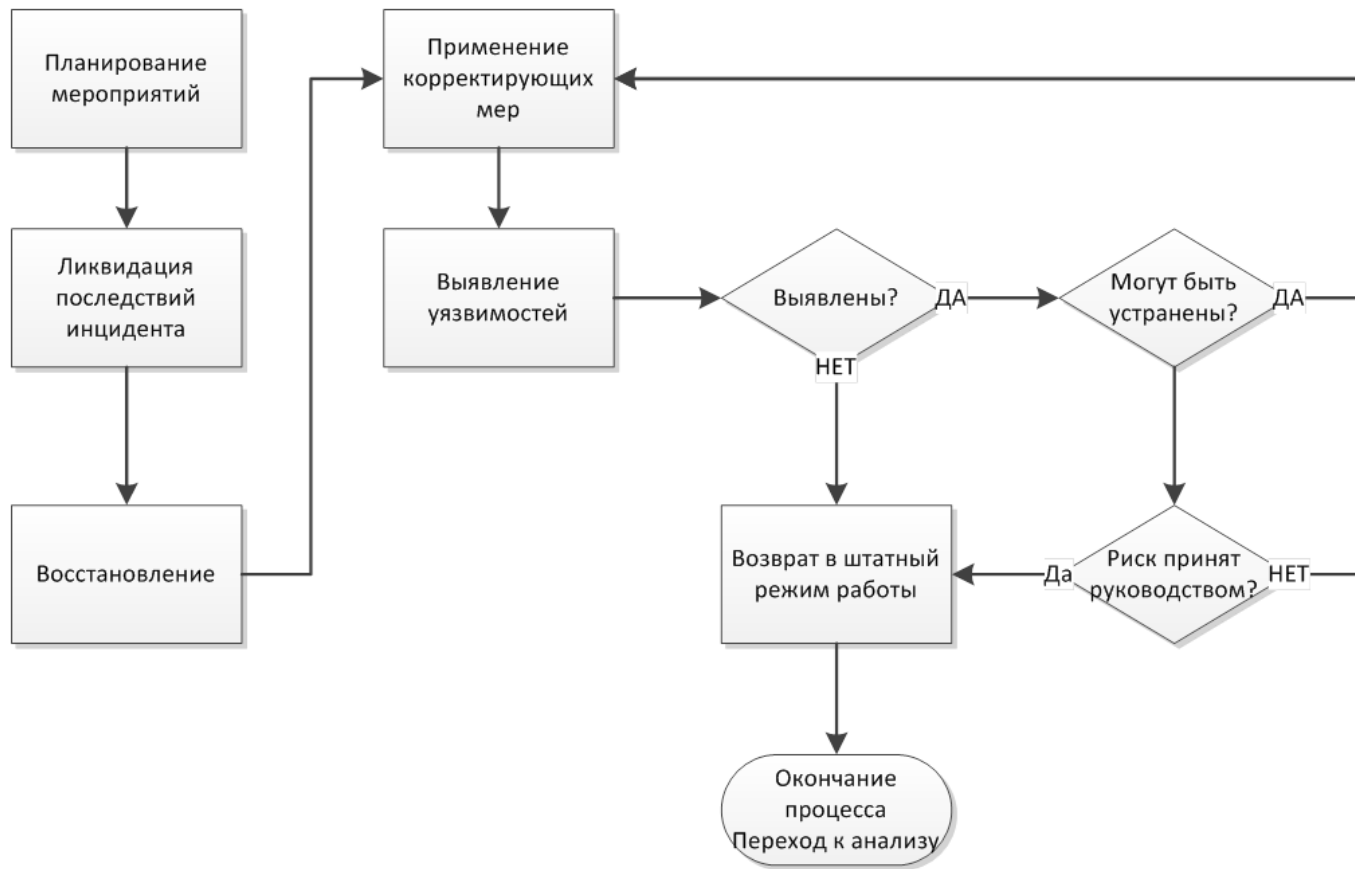 Планирование
мероприятий
Ликвидация
последствий
инцидента
Восстановление
Применение
корректирующих
мер
Выявление
уязвимостей
Выявлены?
ДА
НЕТ
Могут быть
устранены?
ДА
Риск принят
руководством?
Да
НЕТ
Возврат в штатный
режим работы
Окончание
процесса
Переход к анализу